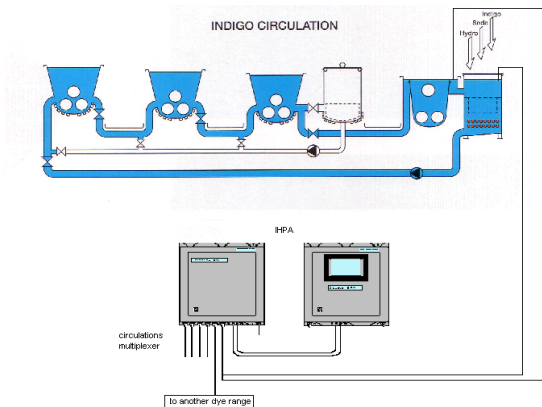 INDIGO CIRCULATION
Indigo
Soda
Hydro
IHPA
circulations
multiplexer
to another dye range